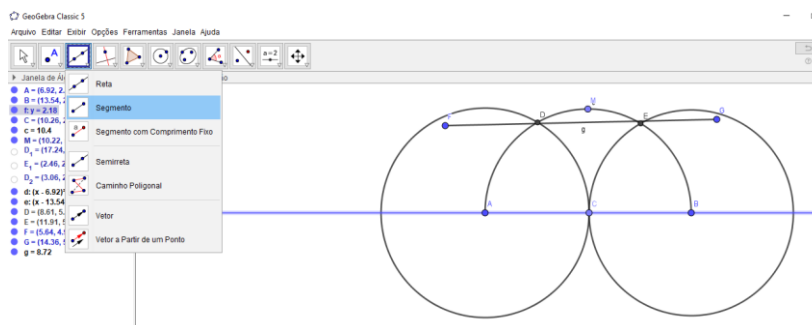 GeoGebra Classic 5
Arquivo Editar Exibir Opções Ferramentas Janela Ajuda
a=2
Janela de Ál
A = (6.92, 2.
B = (13.54, 2
f: y = 2.18
C = (10.26, 2
c = 10.4
M = (10.22,
D₁ = (17.24,
E₁ = (2.46, 2
D₂ = (3.06, 2
d: (x - 6.92)²
e: (x - 13.54
D = (8.61, 5.
E = (11.91, 5
F = (5.64, 4.
G = (14.36, 5
g = 8.72
Reta
Segmento
Segmento com Comprimento Fixo
Semirreta
Caminho Poligonal
Vetor
Vetor a Partir de um Ponto
F
D
M
E
G
g
A
C
B